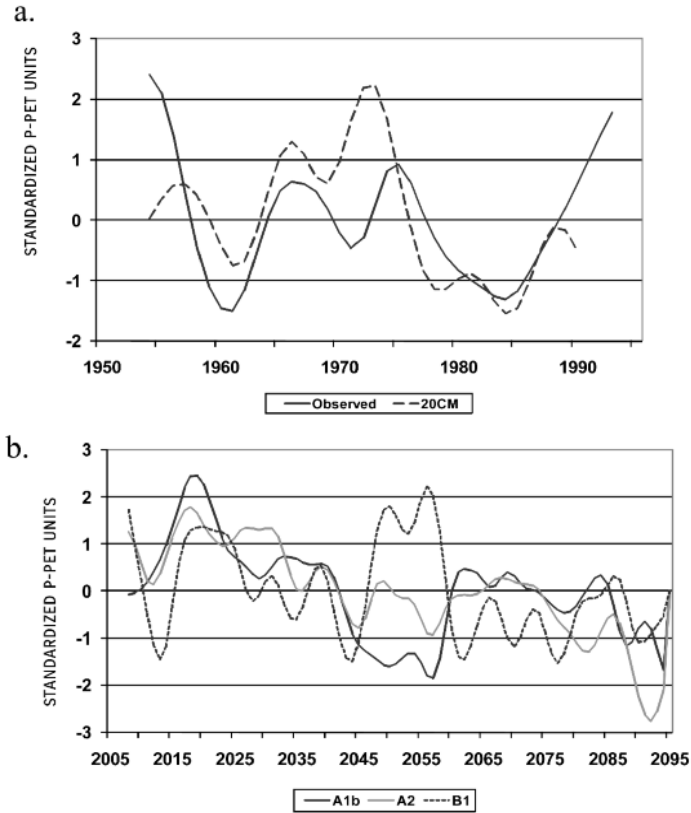 a.
STANDARDIZED P-PET UNITS
3
2
1
0
-1
-2
1950 1960 1970 1980 1990
Observed 20CM
b.
STANDARDIZED P-PET UNITS
3
2
1
0
-1
-2
-3
2005 2015 2025 2035 2045 2055 2065 2075 2085 2095
A1b A2 B1